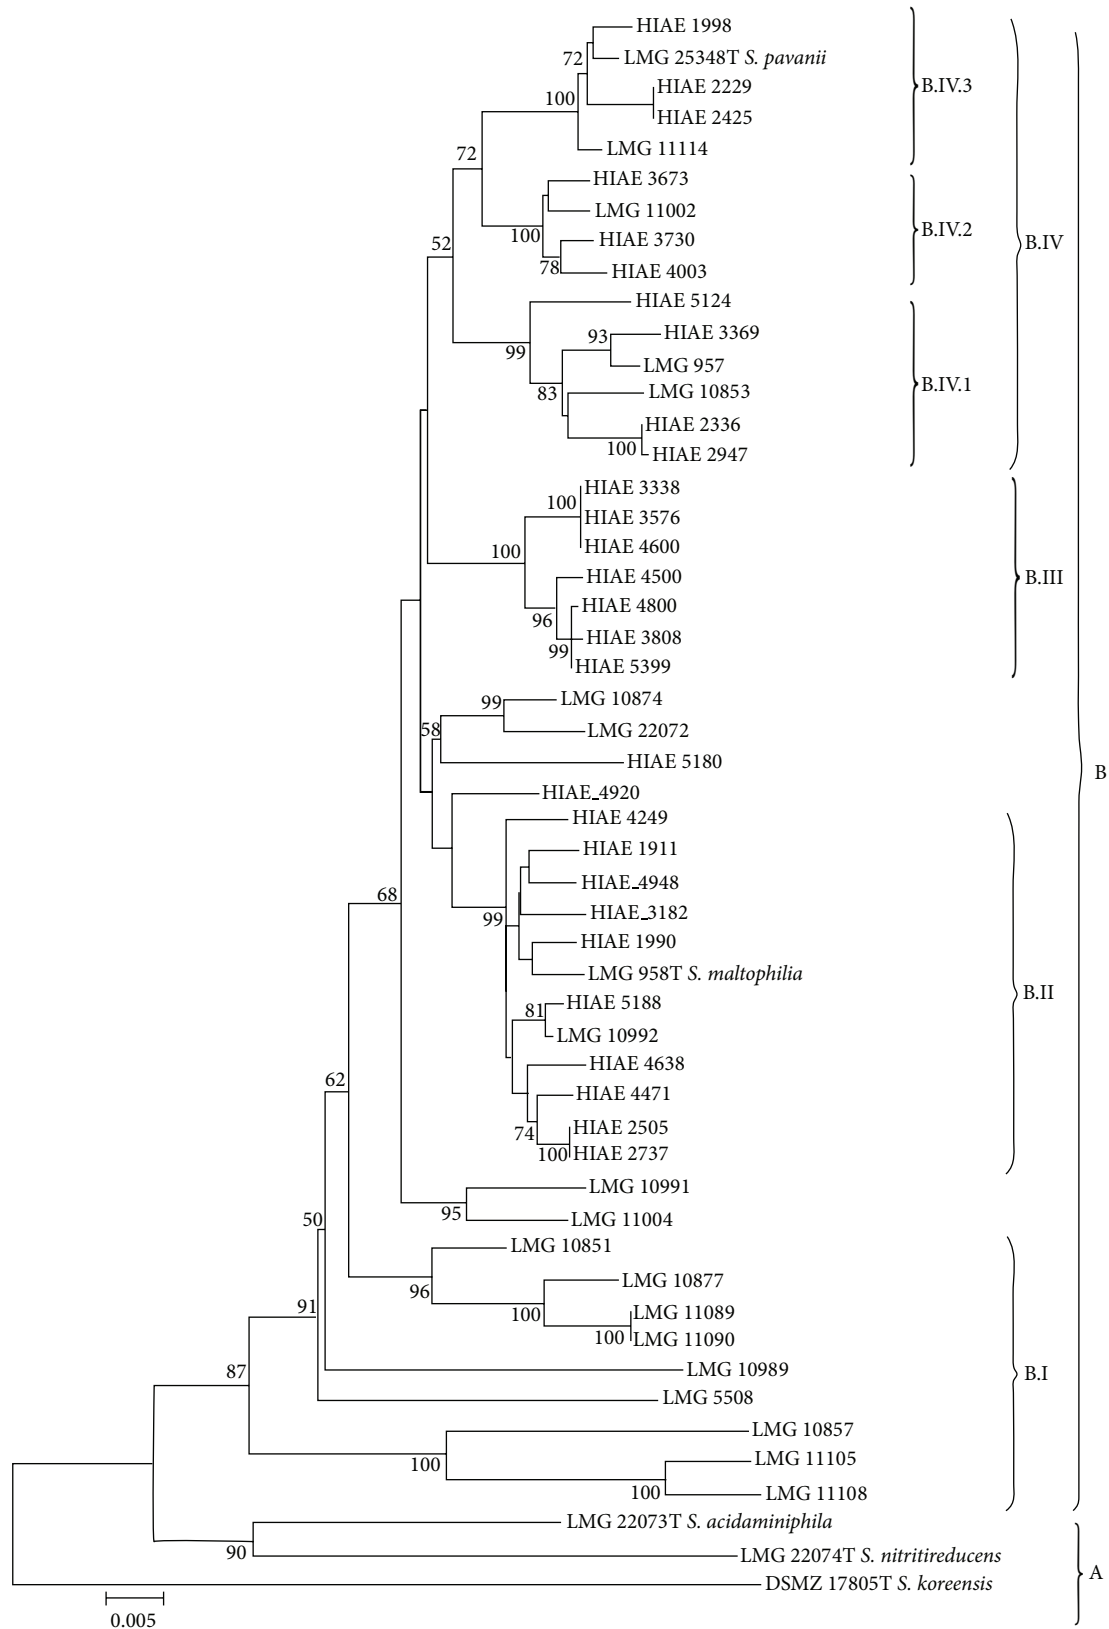 HIAE 1998
72
LMG 25348T S. pavanii
HIAE 2229
B.IV.3
100
HIAE 2425
LMG 11114
72
HIAE 3673
LMG 11002
100
B.IV.2
HIAE 3730
52
B.IV
78
HIAE 4003
HIAE 5124
93
HIAE 3369
99
LMG 957
83
B.IV.1
LMG 10853
HIAE 2336
100
HIAE 2947
HIAE 3338
100
HIAE 3576
100
HIAE 4600
HIAE 4500
B.III
HIAE 4800
96
HIAE 3808
99
HIAE 5399
99
LMG 10874
58
LMG 22072
HIAE 5180
B
HIAE_4920
HIAE 4249
HIAE 1911
HIAE_4948
68
HIAE_3182
99
HIAE 1990
LMG 958T S. maltophilia
B.II
HIAE 5188
81
LMG 10992
HIAE 4638
62
HIAE 4471
HIAE 2505
74
100
HIAE 2737
LMG 10991
95
LMG 11004
50
LMG 10851
LMG 10877
96
91
100
LMG 11089
100
LMG 11090
87
LMG 10989
B.I
LMG 5508
LMG 10857
100
LMG 11105
100
LMG 11108
LMG 22073T S. acidaminiphila
90
LMG 22074T S. nitritireducens
A
DSMZ 17805T S. koreensis
0.005